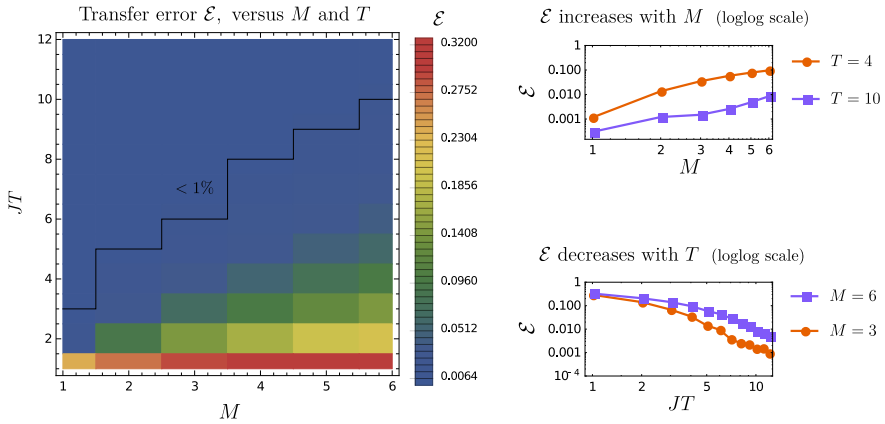 Transfer error ℰ, versus M and T
ℰ
12
10
8
6
4
2
JT
< 1%
1
2
3
4
5
6
M
0.3200
0.2752
0.2304
0.1856
0.1408
0.0960
0.0512
0.0064
ℰ increases with M (loglog scale)
ℰ
1
0.100
0.010
0.001
1
2
3
4
5
6
M
T = 4
T = 10
ℰ decreases with T (loglog scale)
ℰ
1
0.100
0.010
0.001
10⁻⁴
1
2
5
10
JT
M = 6
M = 3